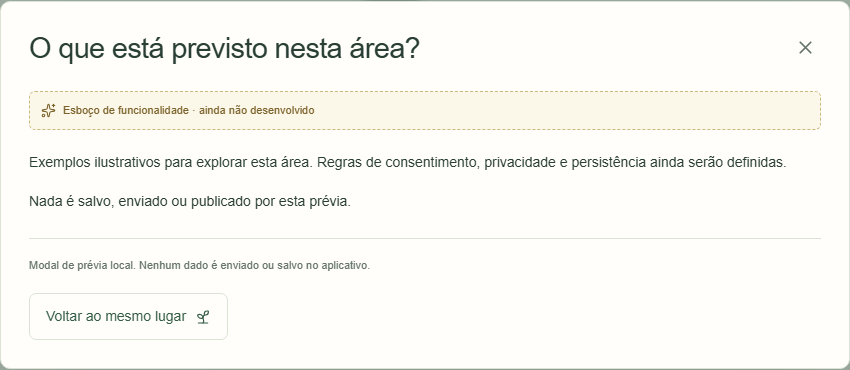 O que está previsto nesta área?
Esboço de funcionalidade · ainda não desenvolvido
Exemplos ilustrativos para explorar esta área. Regras de consentimento, privacidade e persistência ainda serão definidas.
Nada é salvo, enviado ou publicado por esta prévia.
Modal de prévia local. Nenhum dado é enviado ou salvo no aplicativo.
Voltar ao mesmo lugar